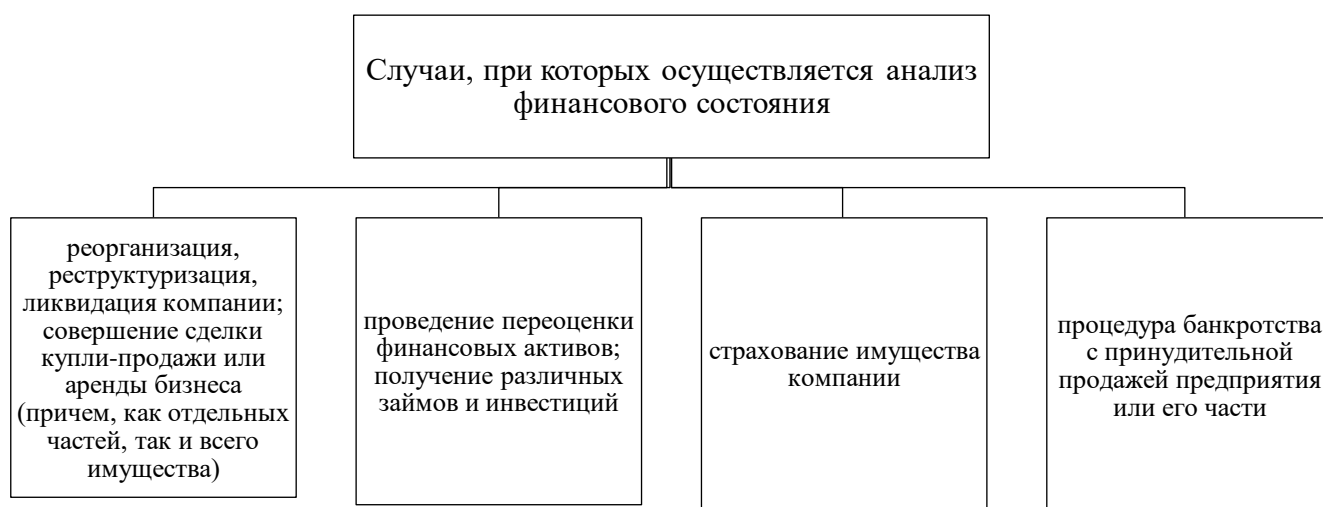 Случаи, при которых осуществляется анализ
финансового состояния
реорганизация,
реструктуризация,
ликвидация компании;
совершение сделки
купли-продажи или
аренды бизнеса
(причем, как отдельных
частей, так и всего
имущества)
проведение переоценки
финансовых активов;
получение различных
займов и инвестиций
страхование имущества
компании
процедура банкротства
с принудительной
продажей предприятия
или его части